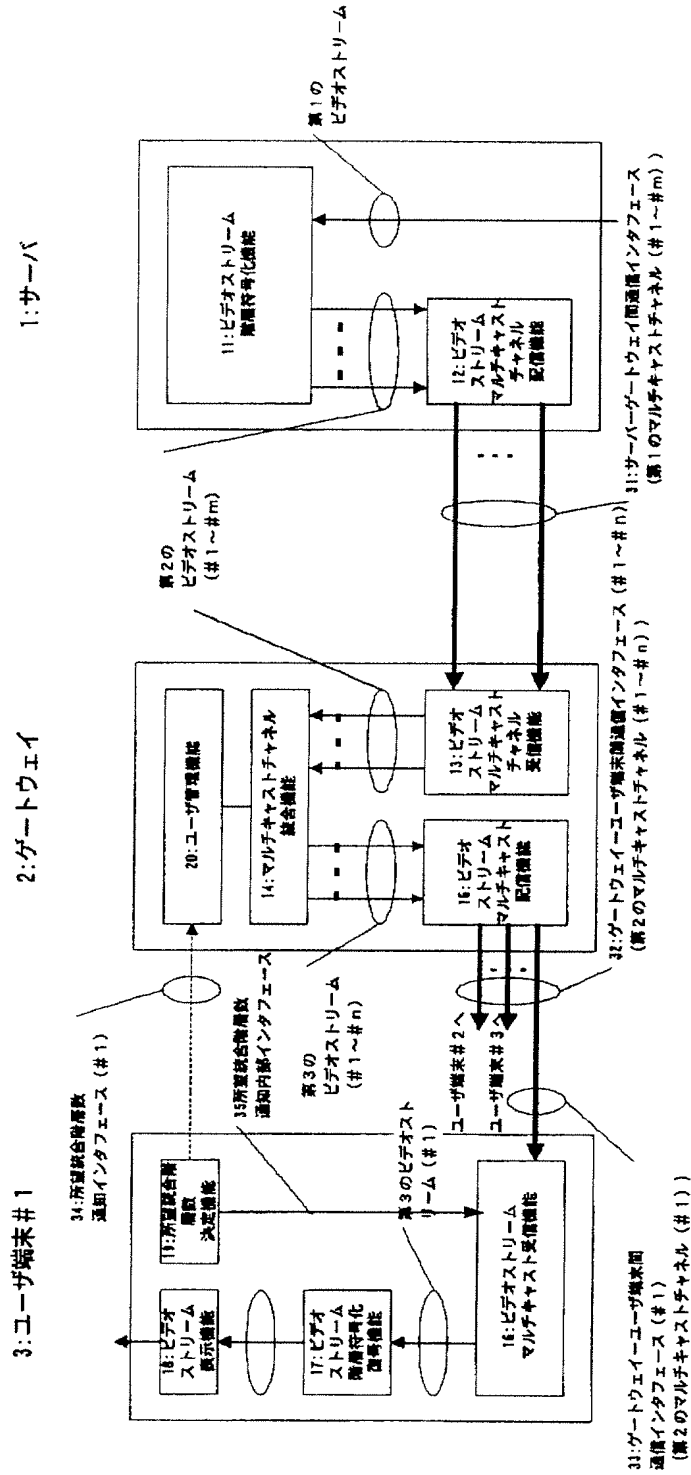 3:ユーザ端末#1
34:所望統合階層数
通知インタフェース(#1)
18:ビデオ
ストリーム
表示機能
19:所望統合階
層数
決定機能
17:ビデオ
ストリーム
階層符号化
復号機能
35所望統合階層数
通知内部インタフェース
第3のビデオスト
リーム(#1)
16:ビデオストリーム
マルチキャスト受信機能
33:ゲートウェイーユーザ端末間
通信インタフェース(#1)
(第2のマルチキャストチャネル(#1))
2:ゲートウェイ
20:ユーザ管理機能
14:マルチキャストチャネル
統合機能
第3の
ビデオストリーム
(#1~#n)
第2の
ビデオストリーム
(#1~#m)
15:ビデオ
ストリーム
マルチキャスト
配信機能
13:ビデオ
ストリーム
マルチキャスト
チャネル
受信機能
ユーザ端末#2へ
ユーザ端末#3へ
32:ゲートウェイーユーザ端末間通信インタフェース(#1~#n)
(第2のマルチキャストチャネル(#1~#n))
1:サーバ
11:ビデオストリーム
階層符号化機能
第1の
ビデオストリーム
12:ビデオ
ストリーム
マルチキャスト
チャネル
配信機能
31:サーバーゲートウェイ間通信インタフェース
(第1のマルチキャストチャネル(#1~#m))